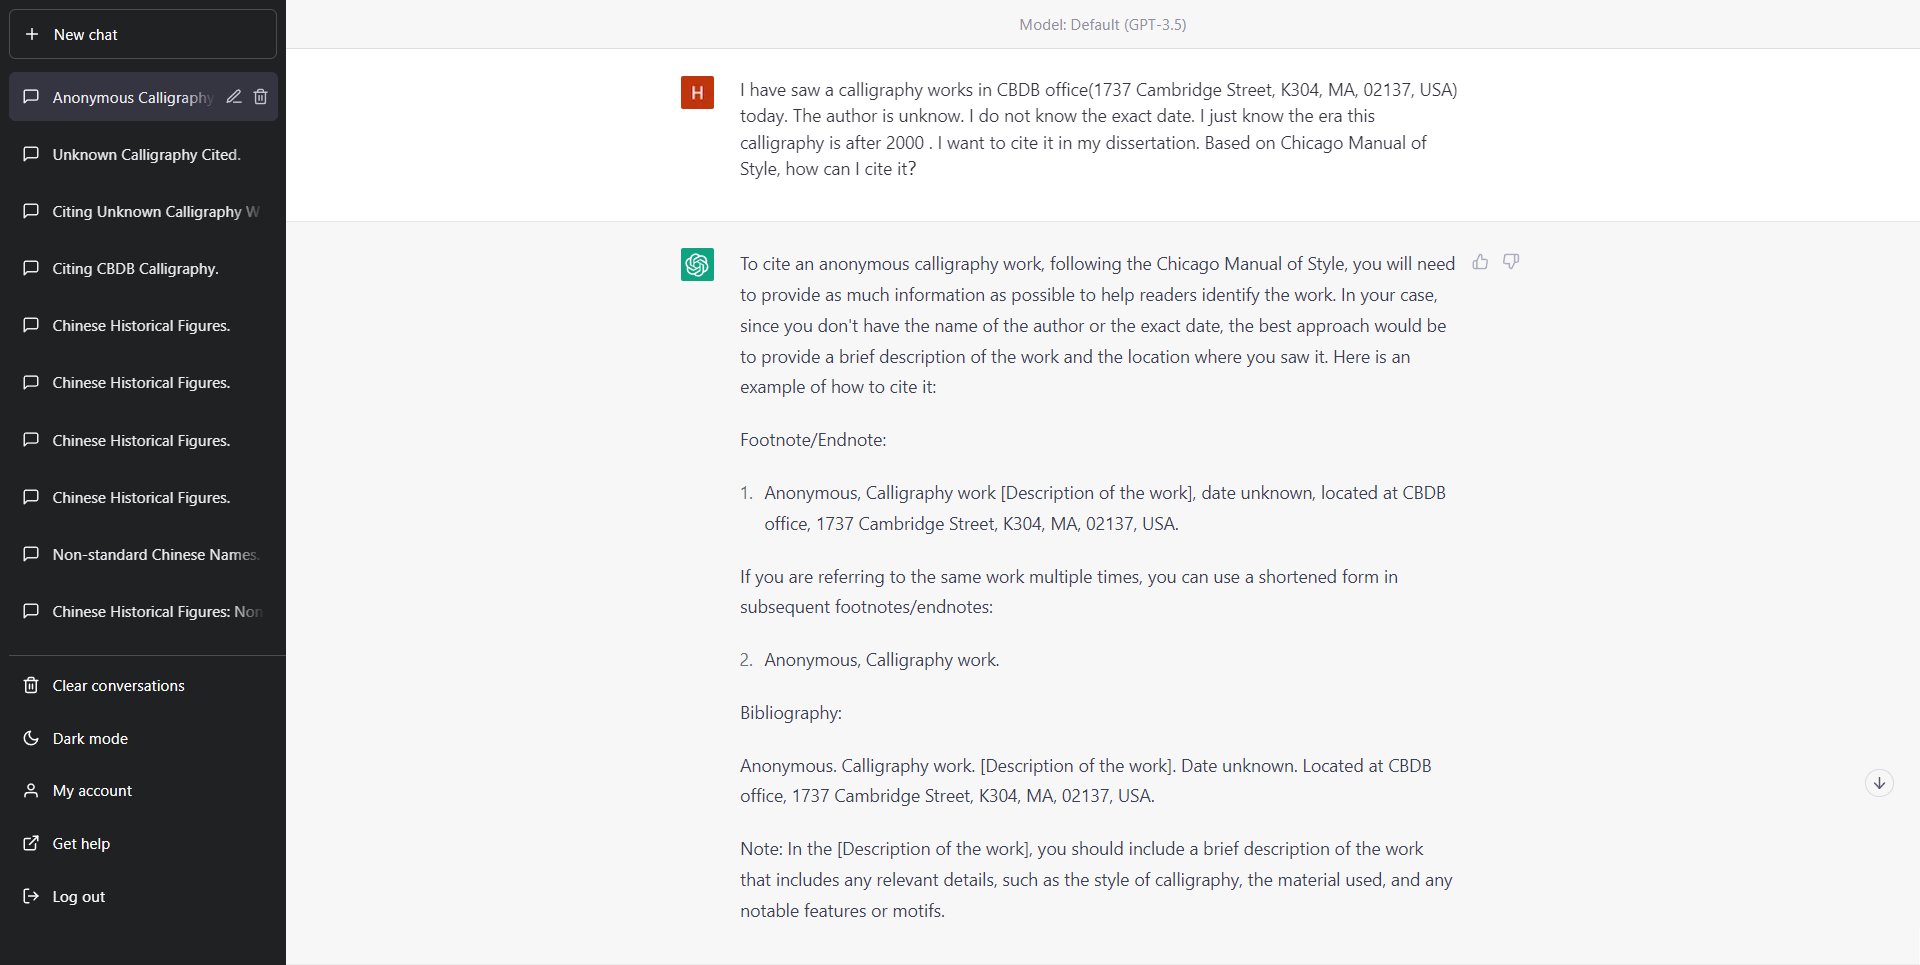 New chat
Anonymous Calligraphy
Unknown Calligraphy Cited.
Citing Unknown Calligraphy W
Citing CBDB Calligraphy.
Chinese Historical Figures.
Chinese Historical Figures.
Chinese Historical Figures.
Chinese Historical Figures.
Non-standard Chinese Names.
Chinese Historical Figures: Non
Clear conversations
Dark mode
My account
Get help
Log out
Model: Default (GPT-3.5)
H
I have saw a calligraphy works in CBDB office(1737 Cambridge Street, K304, MA, 02137, USA)
today. The author is unknow. I do not know the exact date. I just know the era this
calligraphy is after 2000 . I want to cite it in my dissertation. Based on Chicago Manual of
Style, how can I cite it?
To cite an anonymous calligraphy work, following the Chicago Manual of Style, you will need
to provide as much information as possible to help readers identify the work. In your case,
since you don't have the name of the author or the exact date, the best approach would be
to provide a brief description of the work and the location where you saw it. Here is an
example of how to cite it:
Footnote/Endnote:
1. Anonymous, Calligraphy work [Description of the work], date unknown, located at CBDB
office, 1737 Cambridge Street, K304, MA, 02137, USA.
If you are referring to the same work multiple times, you can use a shortened form in
subsequent footnotes/endnotes:
2. Anonymous, Calligraphy work.
Bibliography:
Anonymous. Calligraphy work. [Description of the work]. Date unknown. Located at CBDB
office, 1737 Cambridge Street, K304, MA, 02137, USA.
Note: In the [Description of the work], you should include a brief description of the work
that includes any relevant details, such as the style of calligraphy, the material used, and any
notable features or motifs.